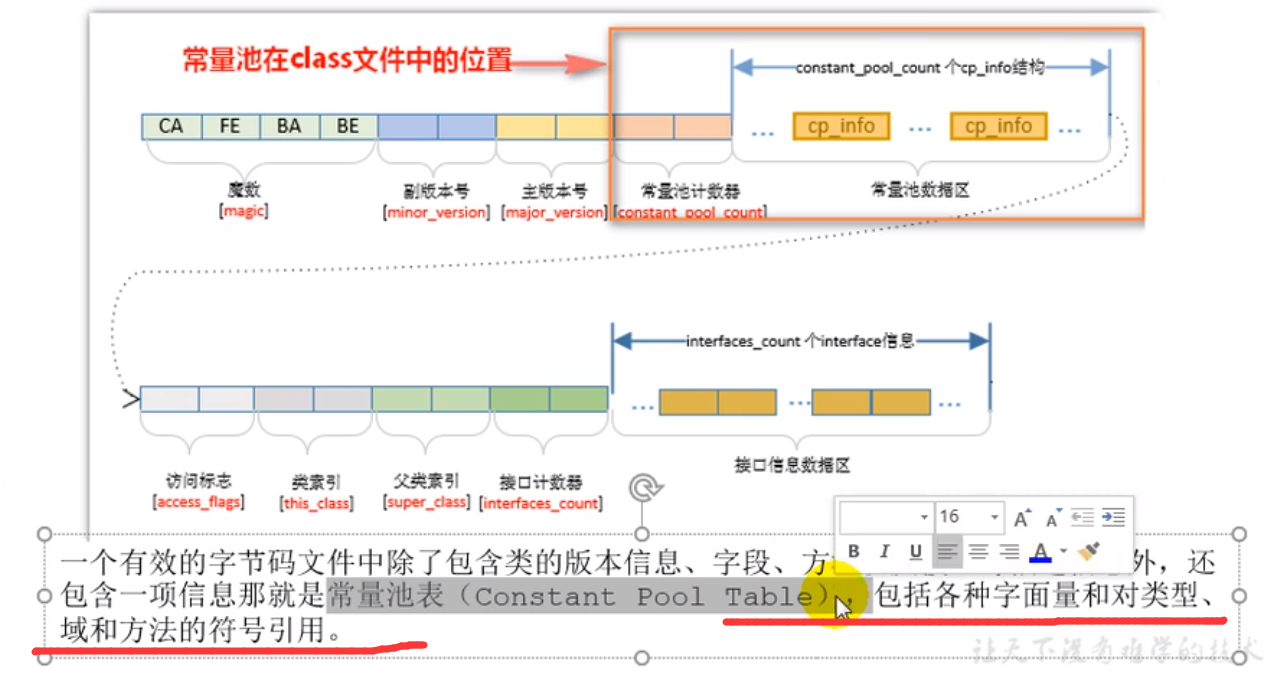 常量池在class文件中的位置
constant_pool_count 个cp_info结构
CA FE BA BE ... cp_info ... cp_info ...
魔数 副版本号 主版本号 常量池计数器 常量池数据区
[magic] [minor_version] [major_version] [constant_pool_count]
interfaces_count 个interface信息
... ... ...
访问标志 类索引 父类索引 接口计数器 接口信息数据区
[access_flags] [this_class] [super_class] [interfaces_count]
16 A A
B I U A
一个有效的字节码文件中除了包含类的版本信息、字段、方 外，还
包含一项信息那就是常量池表（Constant Pool Table），包括各种字面量和对类型、
域和方法的符号引用。
让天下没有难学的技术